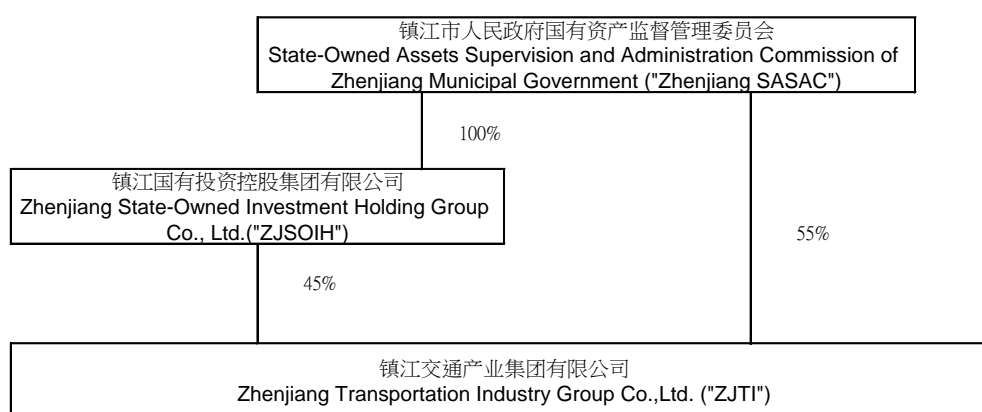 镇江市人民政府国有资产监督管理委员会
State-Owned Assets Supervision and Administration Commission of
Zhenjiang Municipal Government ("Zhenjiang SASAC")
100%
镇江国有投资控股集团有限公司
Zhenjiang State-Owned Investment Holding Group
Co., Ltd.("ZJSOIH")
55%
45%
镇江交通产业集团有限公司
Zhenjiang Transportation Industry Group Co.,Ltd. ("ZJTI")